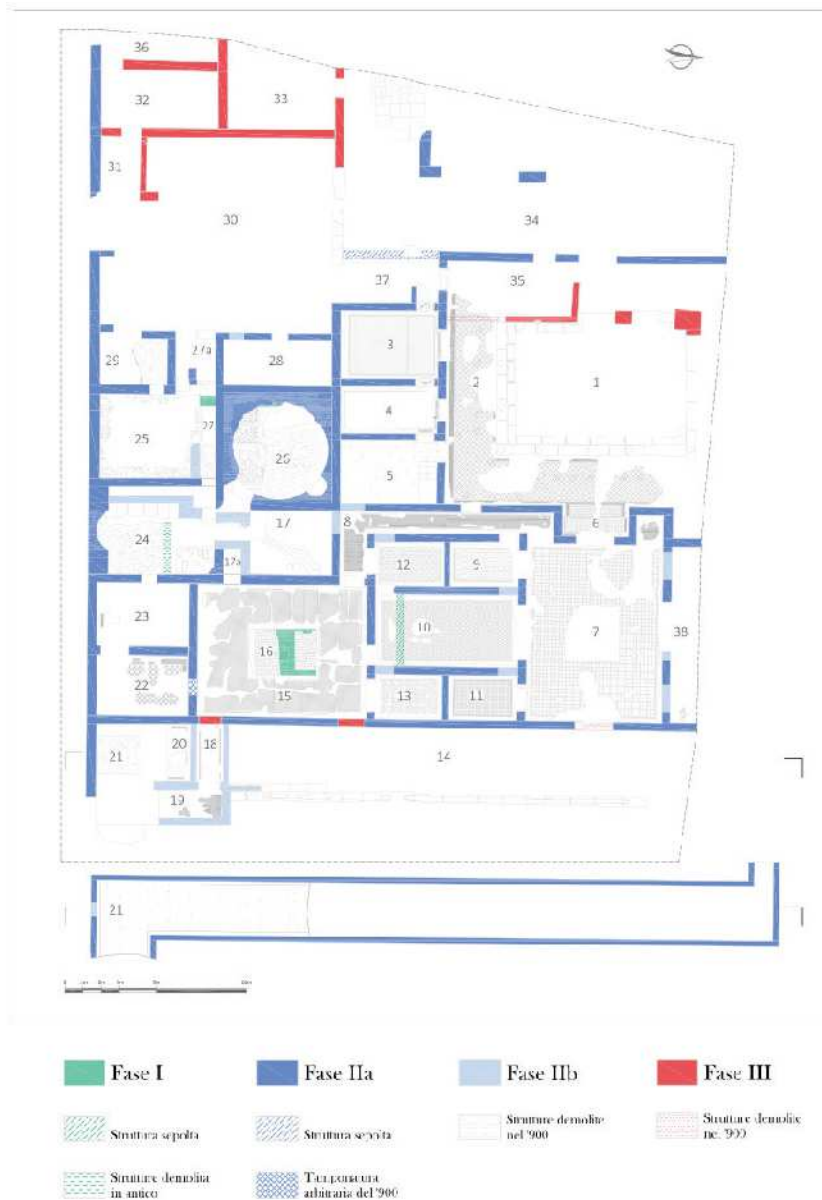 36
32
33
31
30
34
37
35
29
27a
28
3
2
1
4
25
27
26
5
24
17
8
6
17a
12
9
23
10
7
38
16
22
15
13
11
21
20
18
14
19
21
Fase I
Fase IIa
Fase IIb
Fase III
Struttura sepolta
Struttura sepolta
Strutture demolite
nel '900
Strutture demolite
nel '900
Strutture demolite
in antico
Tamponatura
arbitraria del '900